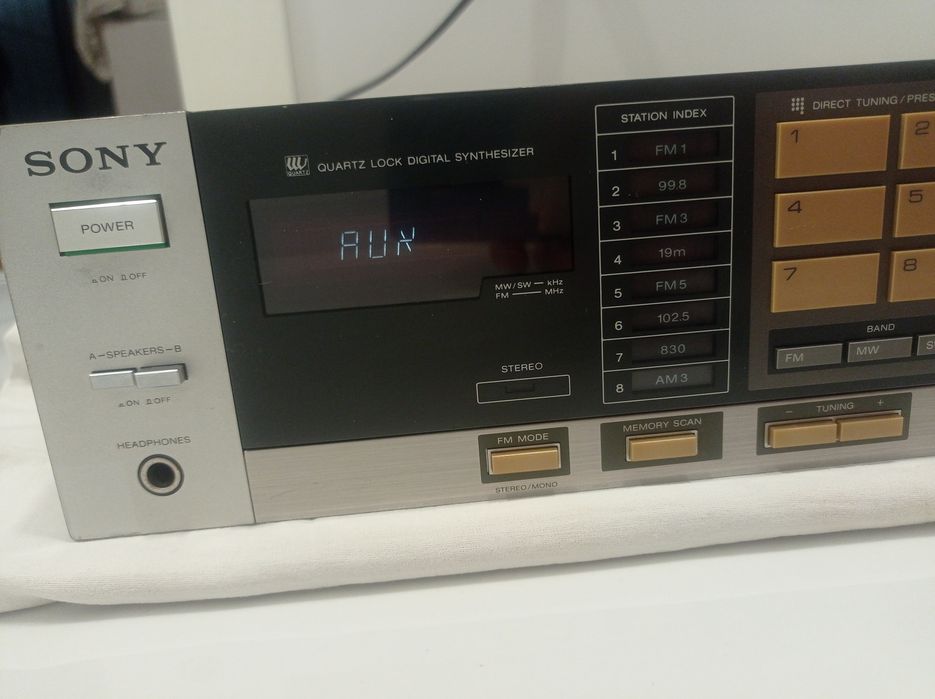 SONY
POWER
ON OFF
A-SPEAKERS-B
ON OFF
HEADPHONES
QUARTZ
QUARTZ LOCK DIGITAL SYNTHESIZER
AUX
MW/SW — kHz
FM — MHz
STEREO
FM MODE
STEREO/MONO
STATION INDEX
1 FM 1
2 99.8
3 FM 3
4 19m
5 FM 5
6 102.5
7 830
8 AM 3
MEMORY SCAN
DIRECT TUNING/PRES
1 2
4 5
7 8
BAND
FM MW S
- TUNING +